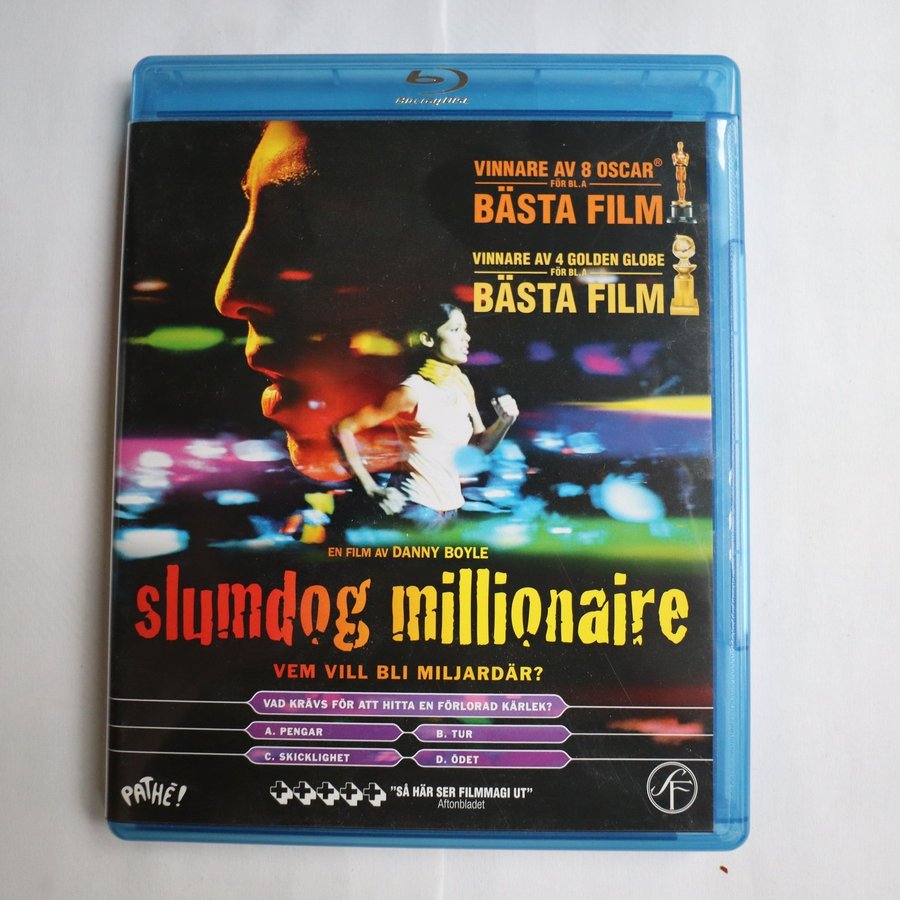 Blu-ray Disc
VINNARE AV 8 OSCAR®
FÖR BL.A
BÄSTA FILM
VINNARE AV 4 GOLDEN GLOBE
FÖR BL.A
BÄSTA FILM
EN FILM AV DANNY BOYLE
slumdog millionaire
VEM VILL BLI MILJARDÄR?
VAD KRÄVS FÖR ATT HITTA EN FÖRLORAD KÄRLEK?
A. PENGAR
B. TUR
C. SKICKLIGHET
D. ÖDET
PATHÉ!
"SÅ HÄR SER FILMMAGI UT"
Aftonbladet
SF